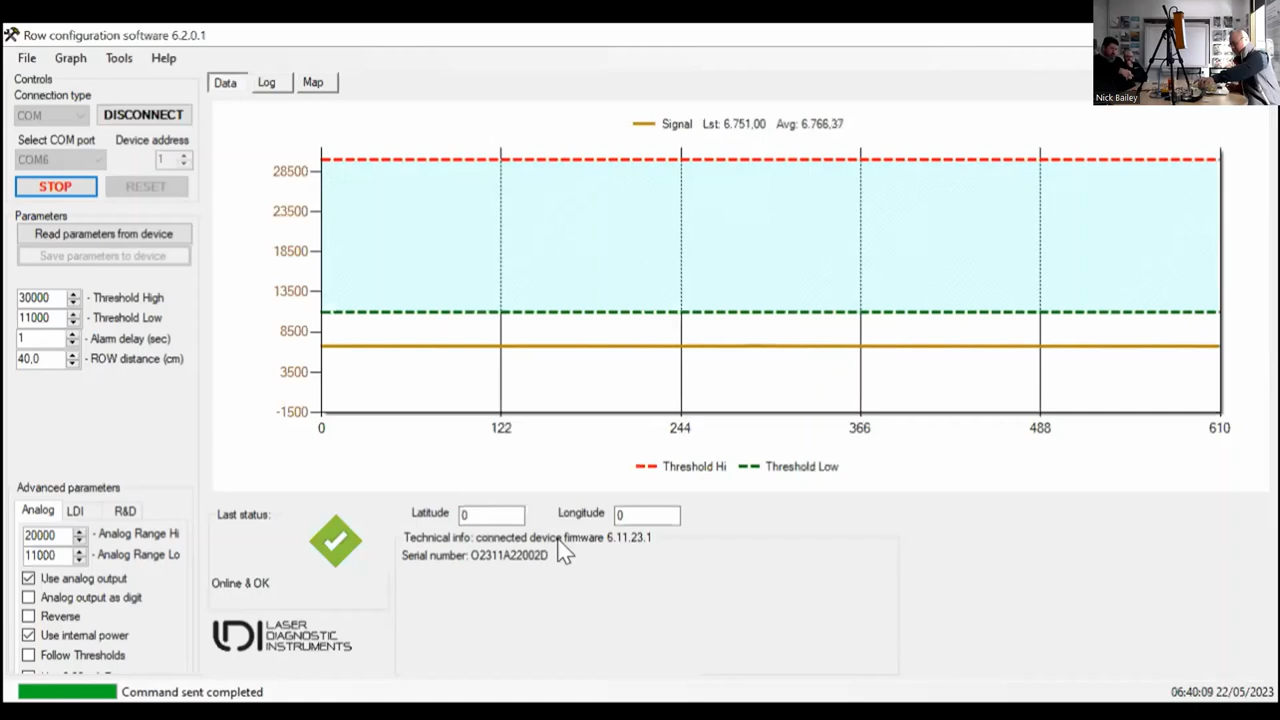 Row configuration software 6.2.0.1
File Graph Tools Help
Nick Bailey
Controls
Connection type
COM DISCONNECT
Select COM port Device address
COM6 1
STOP RESET
Parameters
Read parameters from device
Save parameters to device
30000 - Threshold High
11000 - Threshold Low
1 - Alarm delay (sec)
40,0 - ROW distance (cm)
Advanced parameters
Analog LDI R&D
20000 - Analog Range Hi
11000 - Analog Range Lo
Use analog output
Analog output as digit
Reverse
Use internal power
Follow Thresholds
Data Log Map
Signal Lst: 6.751,00 Avg: 6.766,37
28500
23500
18500
13500
8500
3500
-1500
0 122 244 366 488 610
Threshold Hi Threshold Low
Last status:
Online & OK
LDI LASER
DIAGNOSTIC
INSTRUMENTS
Latitude 0 Longitude 0
Technical info: connected device firmware 6.11.23.1
Serial number: O2311A22002D
Command sent completed
06:40:09 22/05/2023